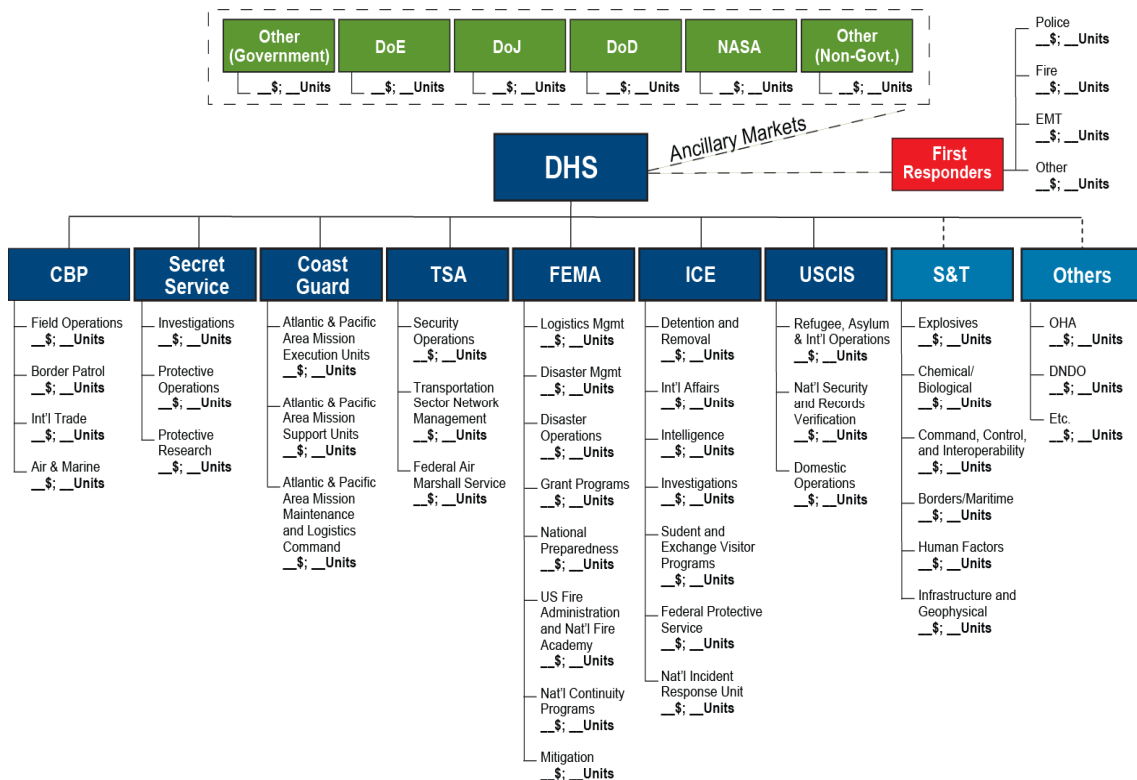 Other
(Government)
__$; __Units
DoE
__$; __Units
DoJ
__$; __Units
DoD
__$; __Units
NASA
__$; __Units
Other
(Non-Govt.)
__$; __Units
Police
__$; __Units
Fire
__$; __Units
EMT
__$; __Units
Other
__$; __Units
Ancillary Markets
First
Responders
DHS
CBP
Field Operations
__$; __Units
Border Patrol
__$; __Units
Int'l Trade
__$; __Units
Air & Marine
__$; __Units
Secret
Service
Investigations
__$; __Units
Protective
Operations
__$; __Units
Protective
Research
__$; __Units
Coast
Guard
Atlantic & Pacific
Area Mission
Execution Units
__$; __Units
Atlantic & Pacific
Area Mission
Support Units
__$; __Units
Atlantic & Pacific
Area Mission
Maintenance
and Logistics
Command
__$; __Units
TSA
Security
Operations
__$; __Units
Transportation
Sector Network
Management
__$; __Units
Federal Air
Marshall Service
__$; __Units
FEMA
Logistics Mgmt
__$; __Units
Disaster Mgmt
__$; __Units
Disaster
Operations
__$; __Units
Grant Programs
__$; __Units
National
Preparedness
__$; __Units
US Fire
Administration
and Nat'l Fire
Academy
__$; __Units
Nat'l Continuity
Programs
__$; __Units
Mitigation
__$; __Units
ICE
Detention and
Removal
__$; __Units
Int'l Affairs
__$; __Units
Intelligence
__$; __Units
Investigations
__$; __Units
Sudent and
Exchange Visitor
Programs
__$; __Units
Federal Protective
Service
__$; __Units
Nat'l Incident
Response Unit
__$; __Units
USCIS
Refugee, Asylum
& Int'l Operations
__$; __Units
Nat'l Security
and Records
Verification
__$; __Units
Domestic
Operations
__$; __Units
S&T
Explosives
__$; __Units
Chemical/
Biological
__$; __Units
Command, Control,
and Interoperability
__$; __Units
Borders/Maritime
__$; __Units
Human Factors
__$; __Units
Infrastructure and
Geophysical
__$; __Units
Others
OHA
__$; __Units
DNDO
__$; __Units
Etc.
__$; __Units